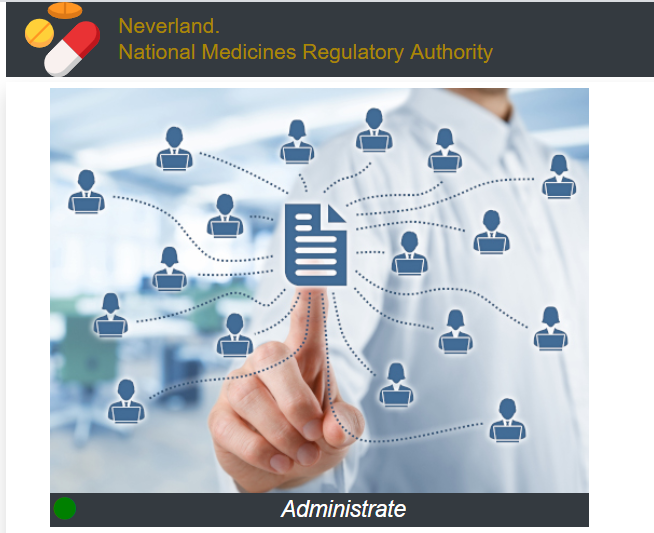 Neverland.
National Medicines Regulatory Authority
Administrate